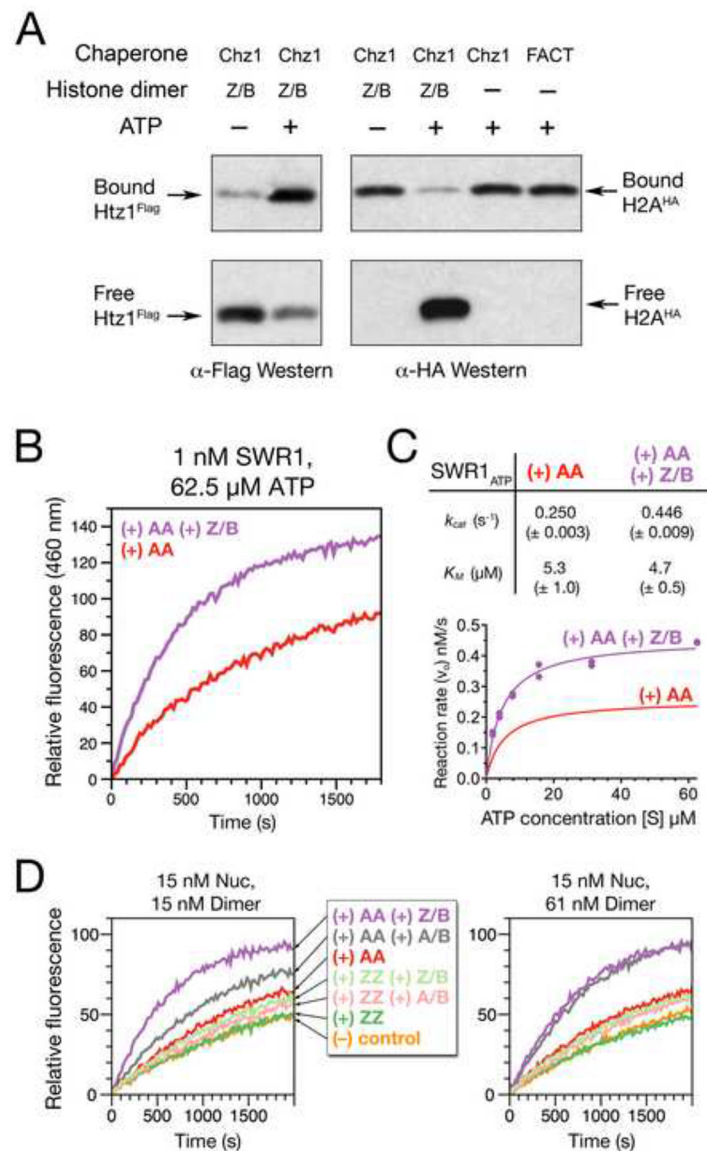 A
Chaperone Chz1 Chz1 Chz1 Chz1 Chz1 FACT
Histone dimer Z/B Z/B Z/B Z/B — —
ATP — + — + + +
Bound
Htz1Flag
Bound
H2AHA
Free
Htz1Flag
Free
H2AHA
α-Flag Western
α-HA Western
B
1 nM SWR1,
62.5 µM ATP
(+) AA (+) Z/B
(+) AA
Relative fluorescence (460 nm)
140
120
100
80
60
40
20
0
0 500 1000 1500
Time (s)
C
SWR1ATP (+) AA (+) AA
(+) Z/B
kcat (s-1) 0.250 0.446
(± 0.003) (± 0.009)
KM (µM) 5.3 4.7
(± 1.0) (± 0.5)
Reaction rate (v0) nM/s
0.5
0.4
0.3
0.2
0.1
0.0
(+) AA (+) Z/B
(+) AA
0 20 40 60
ATP concentration [S] µM
D
15 nM Nuc,
15 nM Dimer
Relative fluorescence
100
50
0
0 500 1000 1500
Time (s)
(+) AA (+) Z/B
(+) AA (+) A/B
(+) AA
(+) ZZ (+) Z/B
(+) ZZ (+) A/B
(+) ZZ
(–) control
15 nM Nuc,
61 nM Dimer
100
50
0
0 500 1000 1500
Time (s)